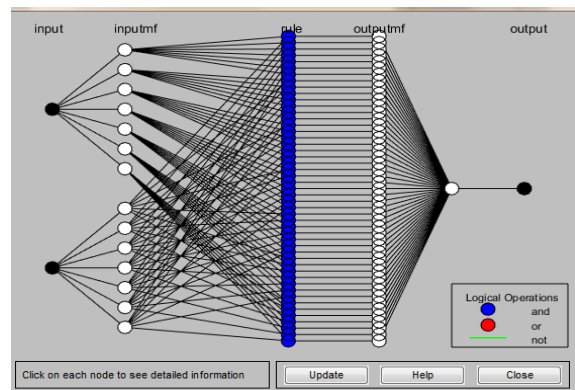 input inputmf rule outputmf output
Logical Operations
and
or
not
Click on each node to see detailed information
Update Help Close